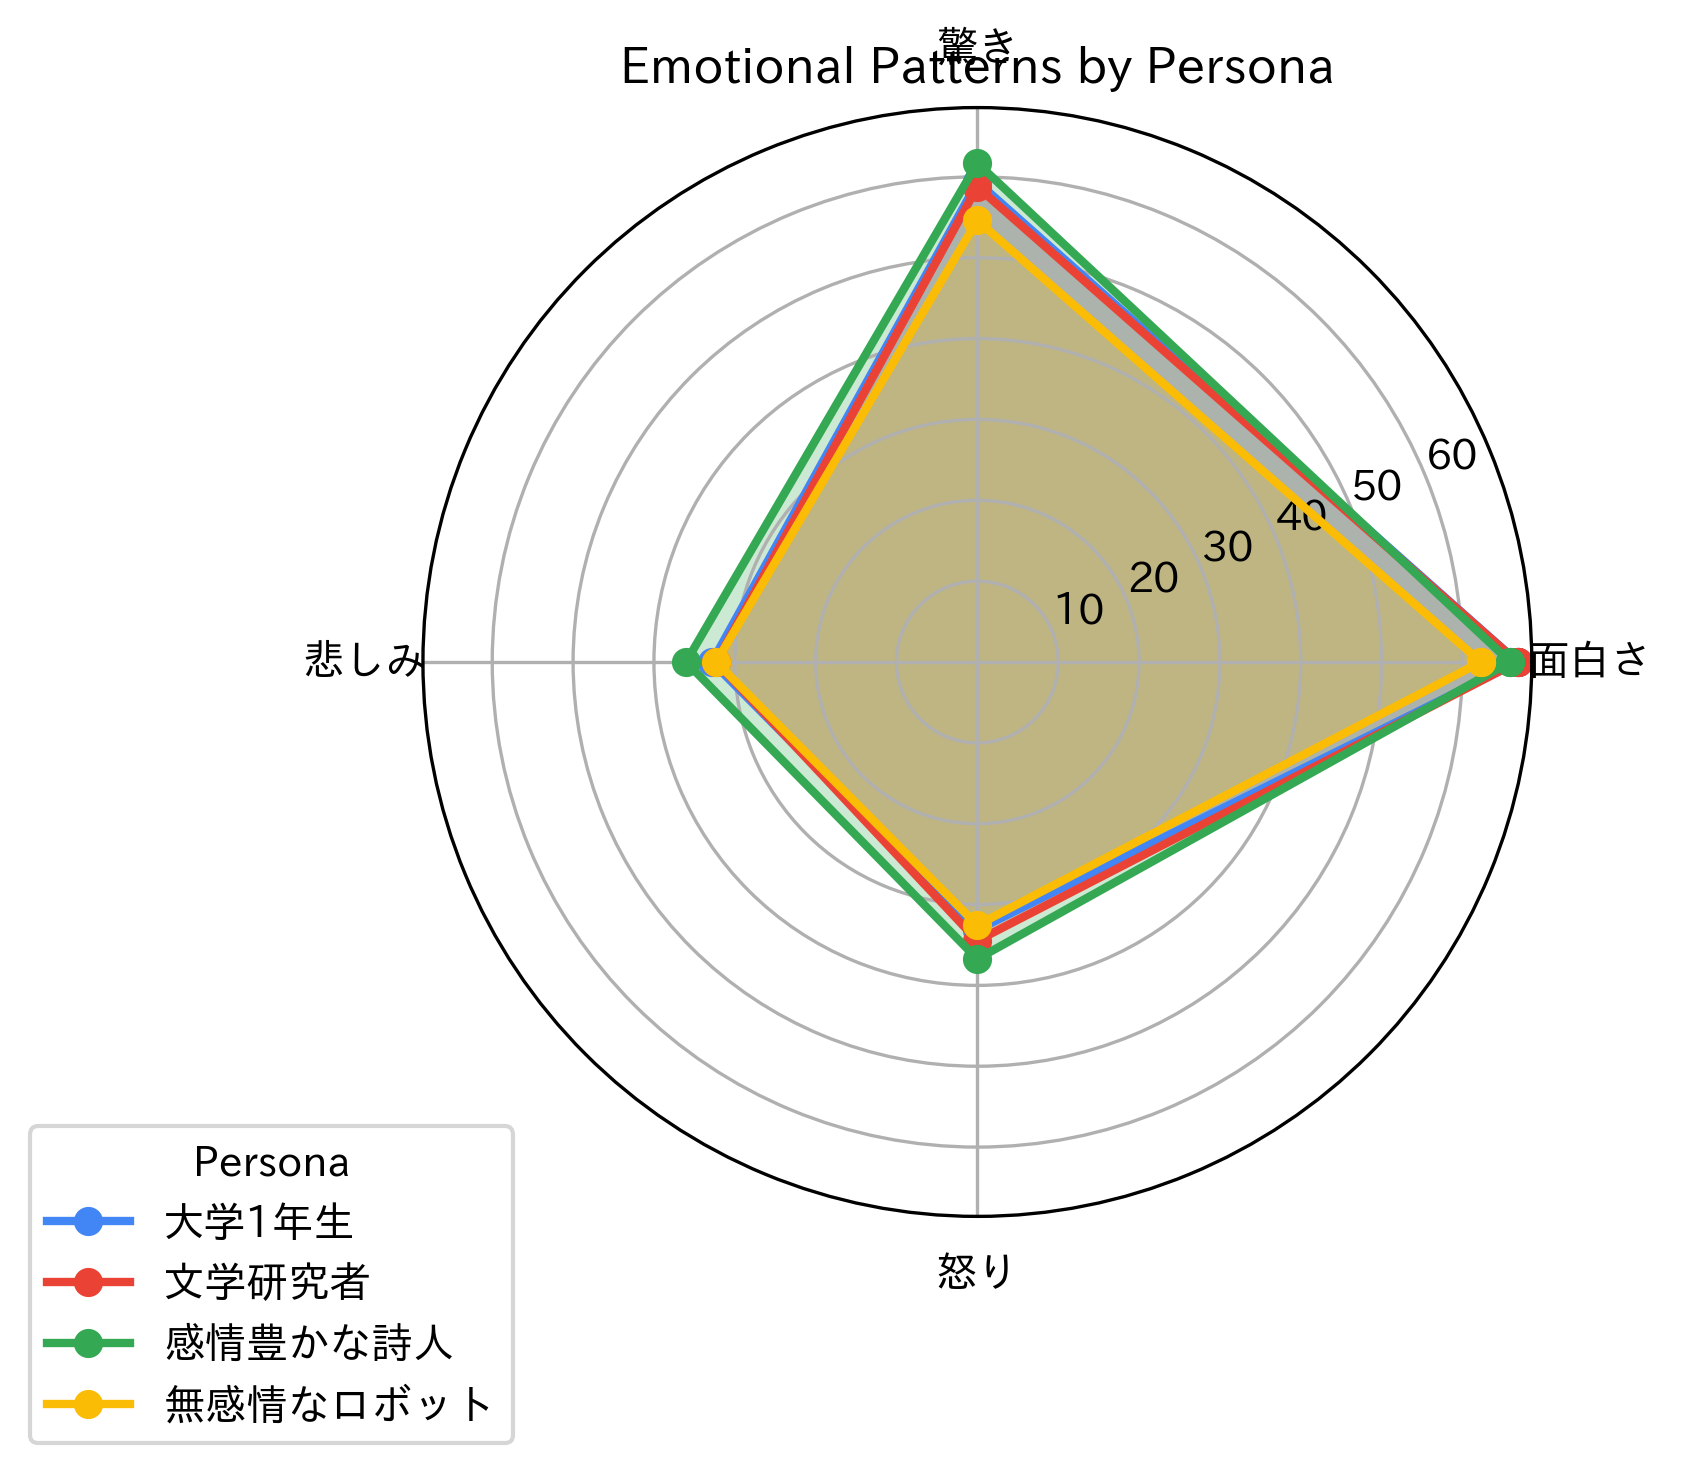 驚き
Emotional Patterns by Persona
60
50
40
30
20
10
悲しみ
面白さ
怒り
Persona
大学1年生
文学研究者
感情豊かな詩人
無感情なロボット